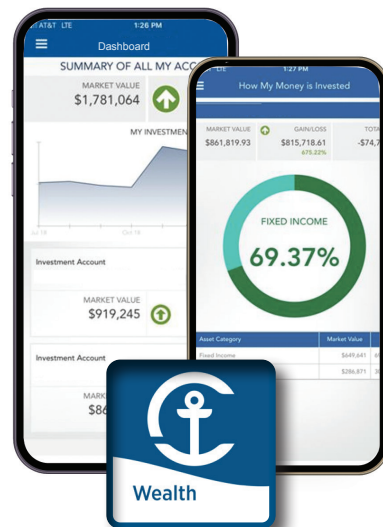 AT&T LTE 1:26 PM
Dashboard
SUMMARY OF ALL MY ACC
MARKET VALUE
$1,781,064
MY INVESTMEN
Jul 18 Oct 18
Investment Account
MARKET VALUE
$919,245
Investment Account
MARK
$86
LTE 1:27 PM
How My Money is Invested
MARKET VALUE GAIN/LOSS TOTA
$861,819.93 $815,718.61 -$74,7
675.22%
FIXED INCOME
69.37%
Asset Category Market Value
Fixed Income $649,641
$286,871
Wealth